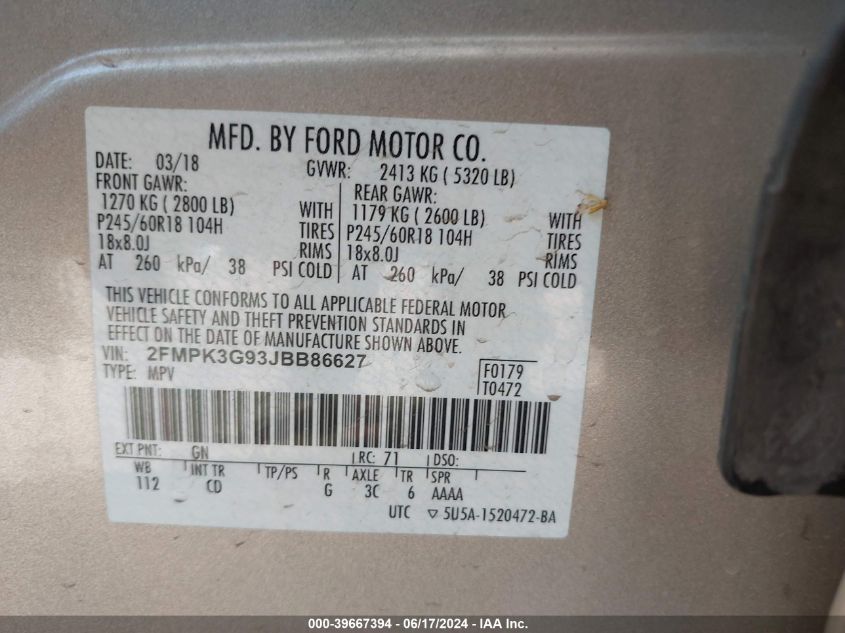 MFD. BY FORD MOTOR CO.
DATE: 03/18 GVWR: 2413 KG ( 5320 LB)
FRONT GAWR: REAR GAWR:
1270 KG ( 2800 LB) WITH 1179 KG ( 2600 LB) WITH
P245/60R18 104H TIRES P245/60R18 104H TIRES
18x8.0J RIMS 18x8.0J RIMS
AT 260 kPa/ 38 PSI COLD AT 260 kPa/ 38 PSI COLD
THIS VEHICLE CONFORMS TO ALL APPLICABLE FEDERAL MOTOR
VEHICLE SAFETY AND THEFT PREVENTION STANDARDS IN
EFFECT ON THE DATE OF MANUFACTURE SHOWN ABOVE.
VIN: 2FMPK3G93JBB86627 F0179
TYPE: MPV T0472
EXT PNT: GN RC: 71 DSO:
WB INT TR TP/PS R AXLE TR SPR
112 CD G 3C 6 AAAA
UTC ▽ 5U5A-1520472-BA
000-39667394 - 06/17/2024 - IAAI Inc.